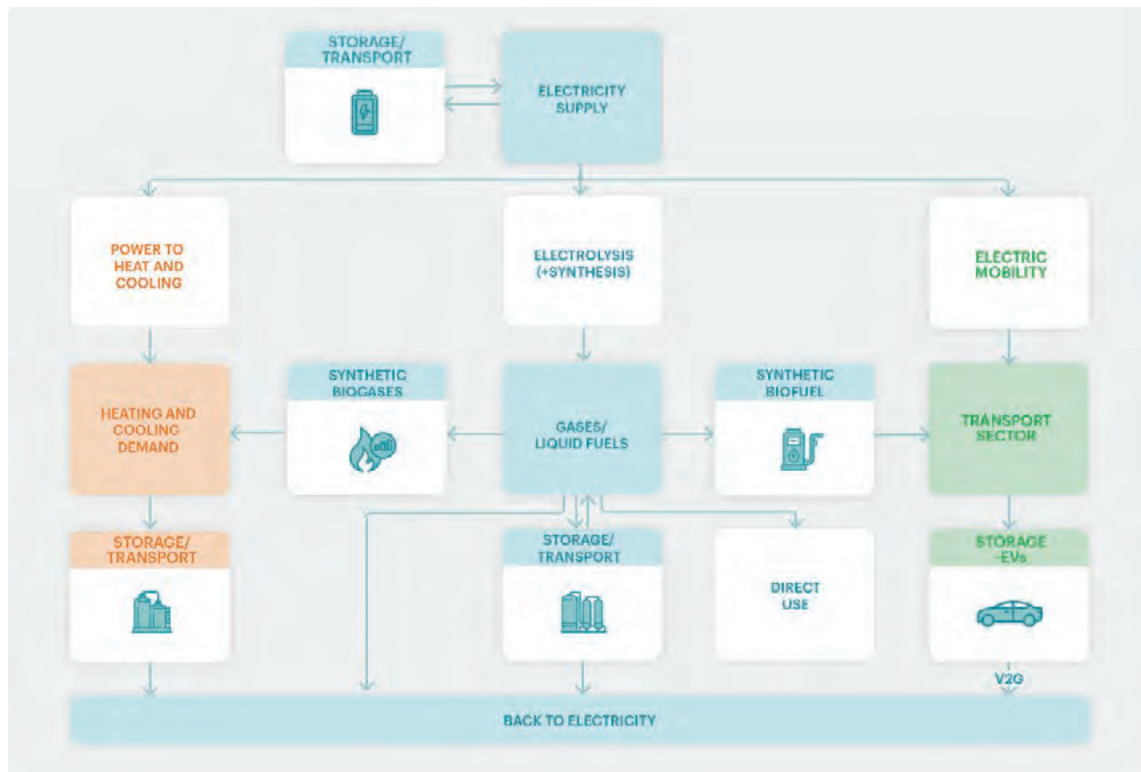 STORAGE/
TRANSPORT
ELECTRICITY
SUPPLY
POWER TO
HEAT AND
COOLING
ELECTROLYSIS
(+SYNTHESIS)
ELECTRIC
MOBILITY
HEATING AND
COOLING
DEMAND
SYNTHETIC
BIOGASES
GASES/
LIQUID FUELS
SYNTHETIC
BIOFUEL
TRANSPORT
SECTOR
STORAGE/
TRANSPORT
STORAGE/
TRANSPORT
DIRECT
USE
STORAGE
-EVs
V2G
BACK TO ELECTRICITY